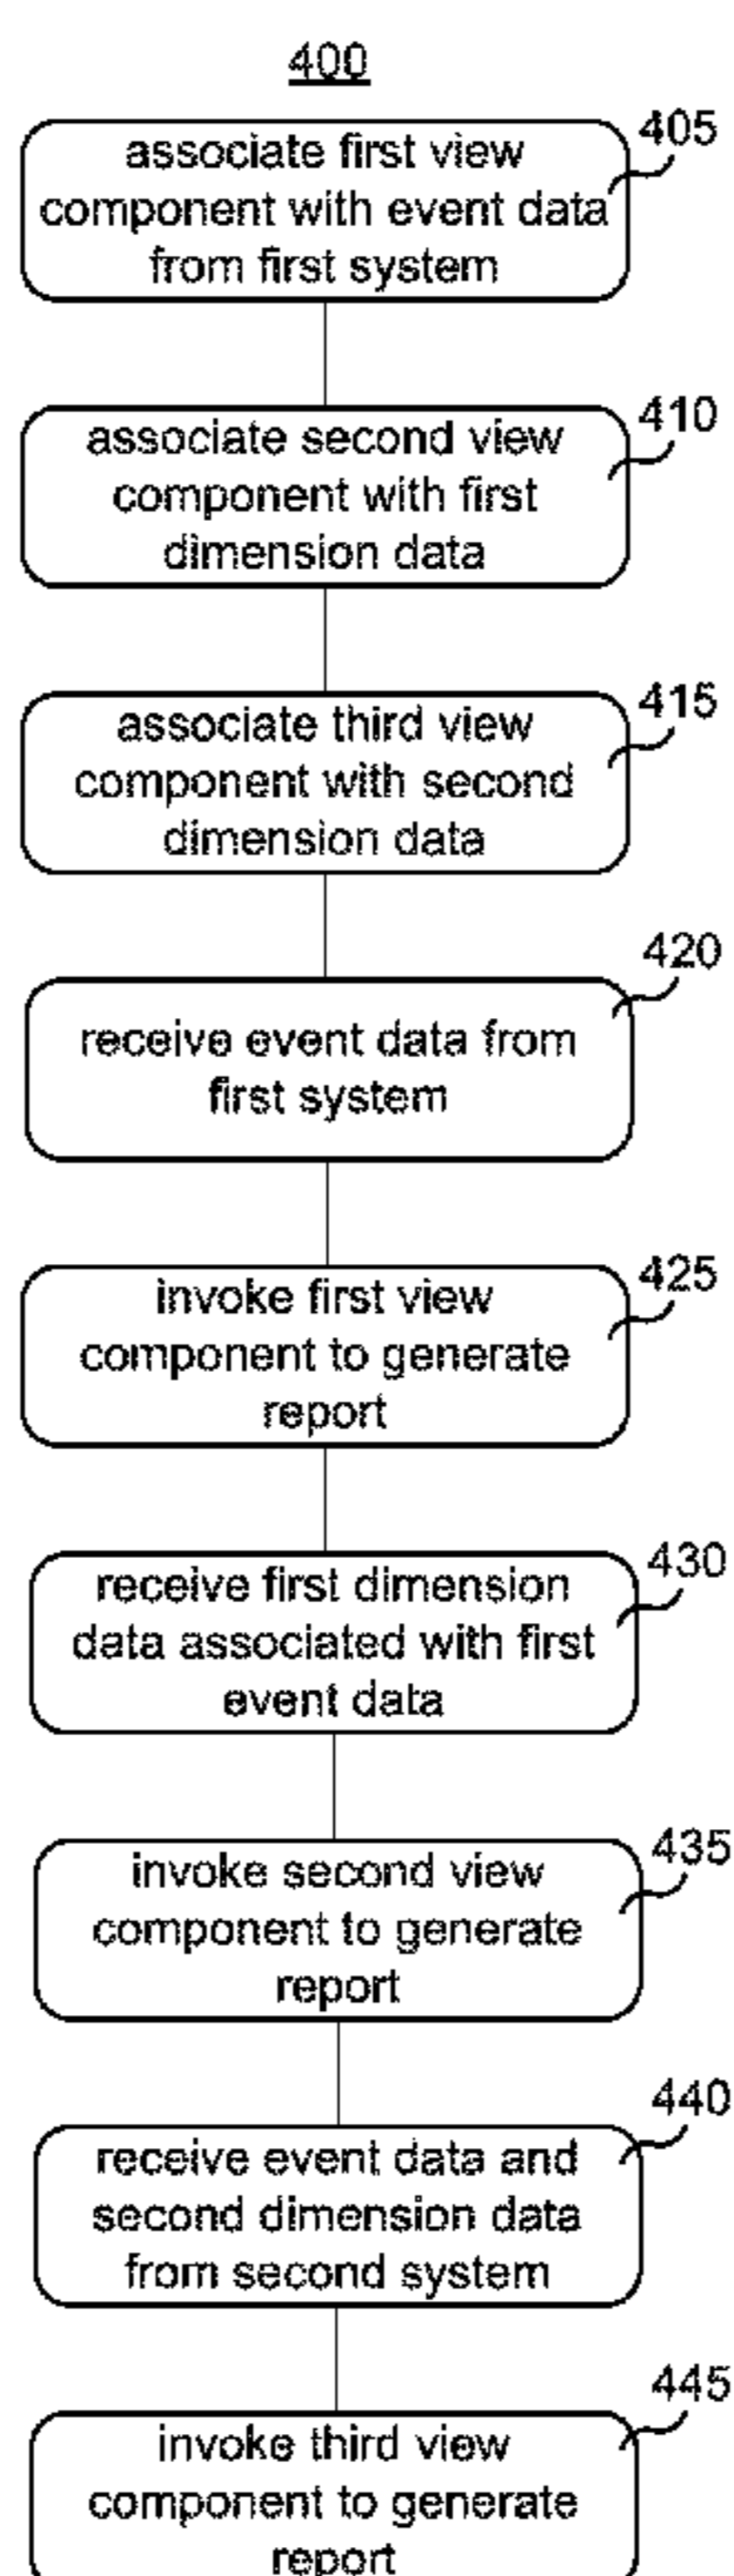 400
405
associate first view
component with event data
from first system
410
associate second view
component with first
dimension data
415
associate third view
component with second
dimension data
420
receive event data from
first system
425
invoke first view
component to generate
report
430
receive first dimension
data associated with first
event data
435
invoke second view
component to generate
report
440
receive event data and
second dimension data
from second system
445
invoke third view
component to generate
report